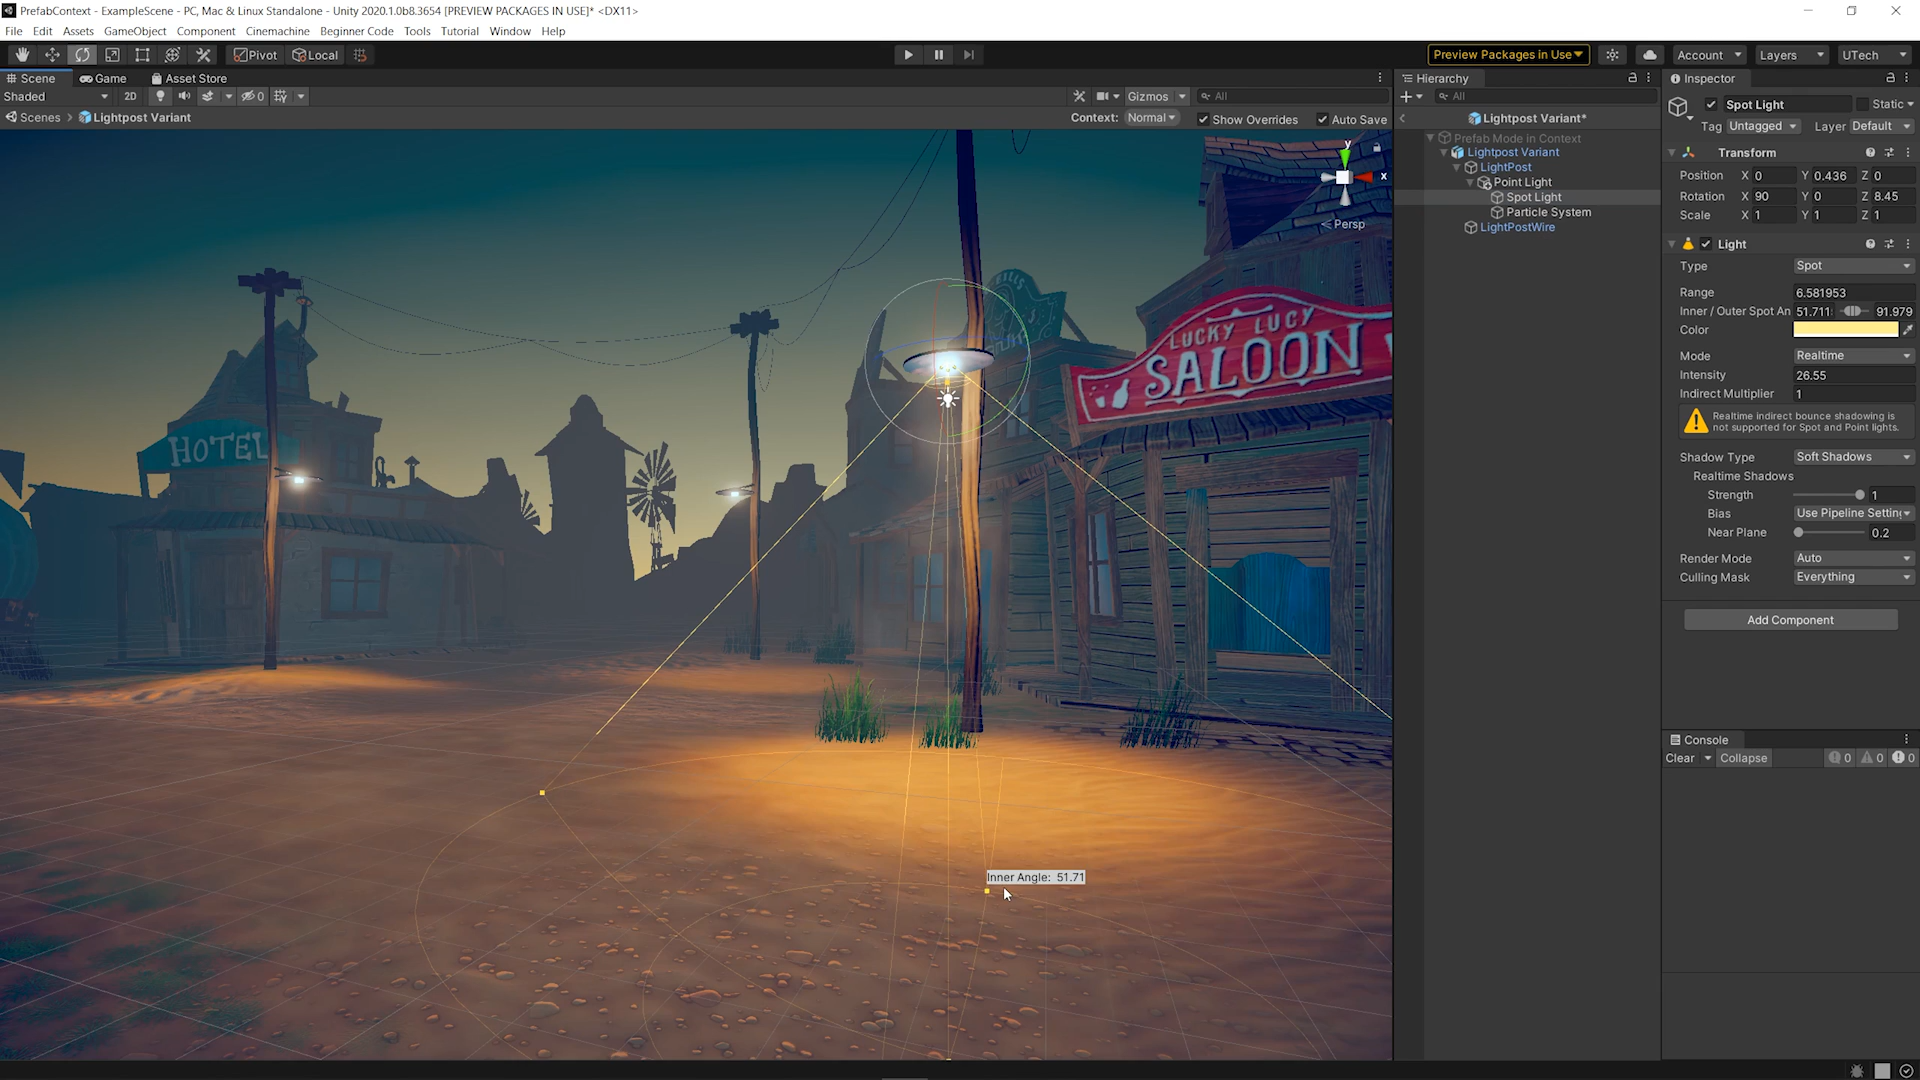 PrefabContext - ExampleScene - PC, Mac & Linux Standalone - Unity 2020.1.0b8.3654 [PREVIEW PACKAGES IN USE]* <DX11>
File Edit Assets GameObject Component Cinemachine Beginner Code Tools Tutorial Window Help
Pivot Local
Preview Packages in Use
Account
Layers
UTech
Scene Game Asset Store
Shaded 2D 0
Gizmos All
Scenes > Lightpost Variant
Context: Normal Show Overrides Auto Save
y
x
< Persp
HOTEL
LUCKY LUCY
SALOON
Inner Angle: 51.71
Hierarchy
All
Lightpost Variant*
Prefab Mode in Context
Lightpost Variant
LightPost
Point Light
Spot Light
Particle System
LightPostWire
Inspector
Spot Light Static
Tag Untagged Layer Default
Transform
Position X 0 Y 0.436 Z 0
Rotation X 90 Y 0 Z 8.45
Scale X 1 Y 1 Z 1
Light
Type Spot
Range 6.581953
Inner / Outer Spot An 51.711 91.979
Color
Mode Realtime
Intensity 26.55
Indirect Multiplier 1
Realtime indirect bounce shadowing is
not supported for Spot and Point lights.
Shadow Type Soft Shadows
Realtime Shadows
Strength 1
Bias Use Pipeline Setting
Near Plane 0.2
Render Mode Auto
Culling Mask Everything
Add Component
Console
Clear Collapse 0 0 0